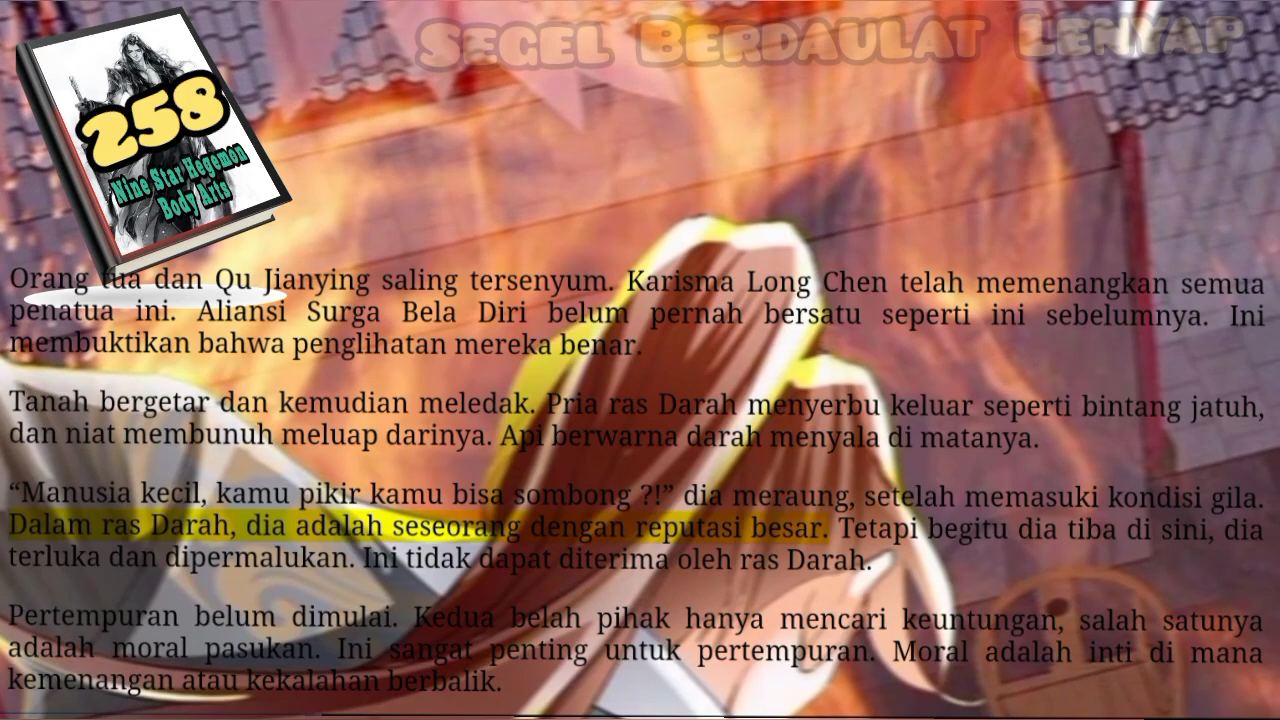 Segel Berdaulat Lenyap
258
Nine Star Hegemon
Body Arts
Orang tua dan Qu Jianying saling tersenyum. Karisma Long Chen telah memenangkan semua
penatua ini. Aliansi Surga Bela Diri belum pernah bersatu seperti ini sebelumnya. Ini
membuktikan bahwa penglihatan mereka benar.
Tanah bergetar dan kemudian meledak. Pria ras Darah menyerbu keluar seperti bintang jatuh,
dan niat membunuh meluap darinya. Api berwarna darah menyala di matanya.
“Manusia kecil, kamu pikir kamu bisa sombong ?!” dia meraung, setelah memasuki kondisi gila.
Dalam ras Darah, dia adalah seseorang dengan reputasi besar. Tetapi begitu dia tiba di sini, dia
terluka dan dipermalukan. Ini tidak dapat diterima oleh ras Darah.
Pertempuran belum dimulai. Kedua belah pihak hanya mencari keuntungan, salah satunya
adalah moral pasukan. Ini sangat penting untuk pertempuran. Moral adalah inti di mana
kemenangan atau kekalahan berbalik.